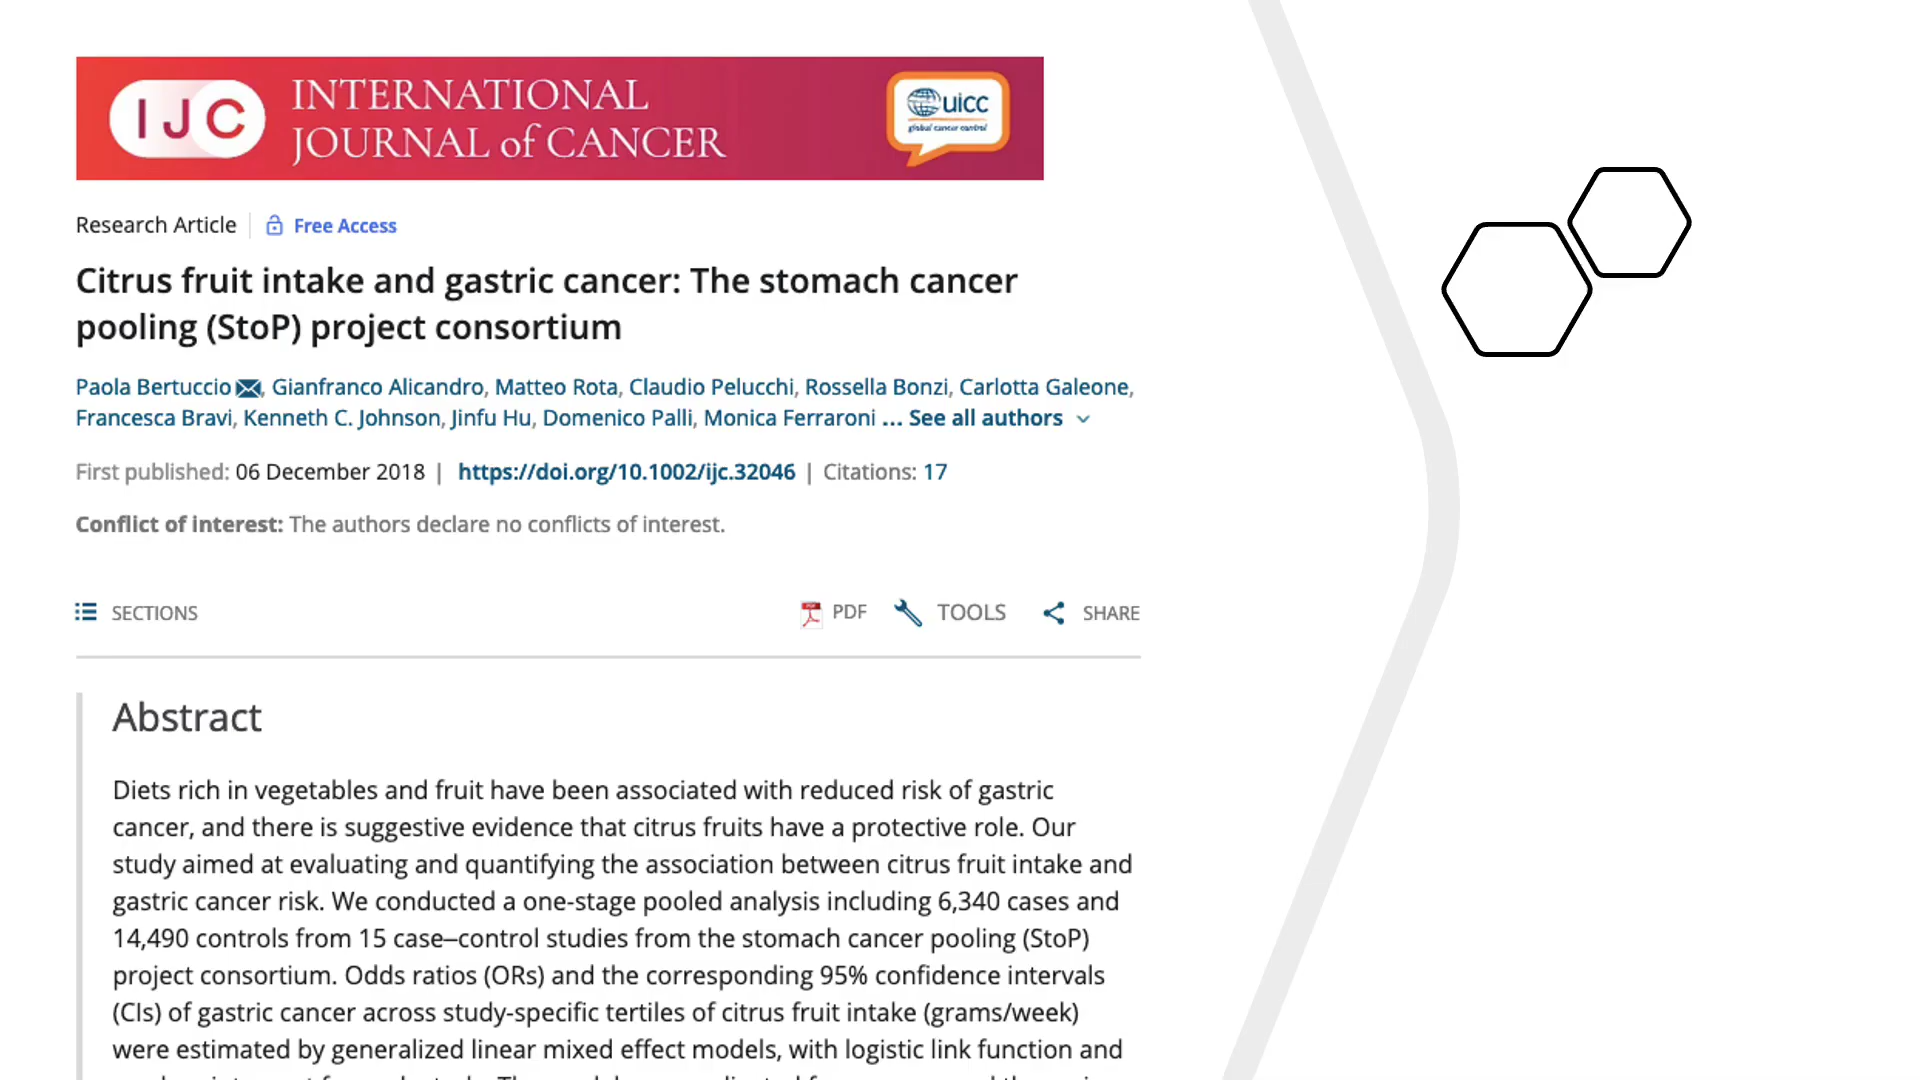 IJC
INTERNATIONAL
JOURNAL of CANCER
uicc
global cancer control
Research Article
Free Access
Citrus fruit intake and gastric cancer: The stomach cancer
pooling (StoP) project consortium
Paola Bertuccio, Gianfranco Alicandro, Matteo Rota, Claudio Pelucchi, Rossella Bonzi, Carlotta Galeone,
Francesca Bravi, Kenneth C. Johnson, Jinfu Hu, Domenico Palli, Monica Ferraroni ... See all authors
First published: 06 December 2018 | https://doi.org/10.1002/ijc.32046 | Citations: 17
Conflict of interest: The authors declare no conflicts of interest.
SECTIONS
PDF
TOOLS
SHARE
Abstract
Diets rich in vegetables and fruit have been associated with reduced risk of gastric
cancer, and there is suggestive evidence that citrus fruits have a protective role. Our
study aimed at evaluating and quantifying the association between citrus fruit intake and
gastric cancer risk. We conducted a one-stage pooled analysis including 6,340 cases and
14,490 controls from 15 case–control studies from the stomach cancer pooling (StoP)
project consortium. Odds ratios (ORs) and the corresponding 95% confidence intervals
(CIs) of gastric cancer across study-specific tertiles of citrus fruit intake (grams/week)
were estimated by generalized linear mixed effect models, with logistic link function and